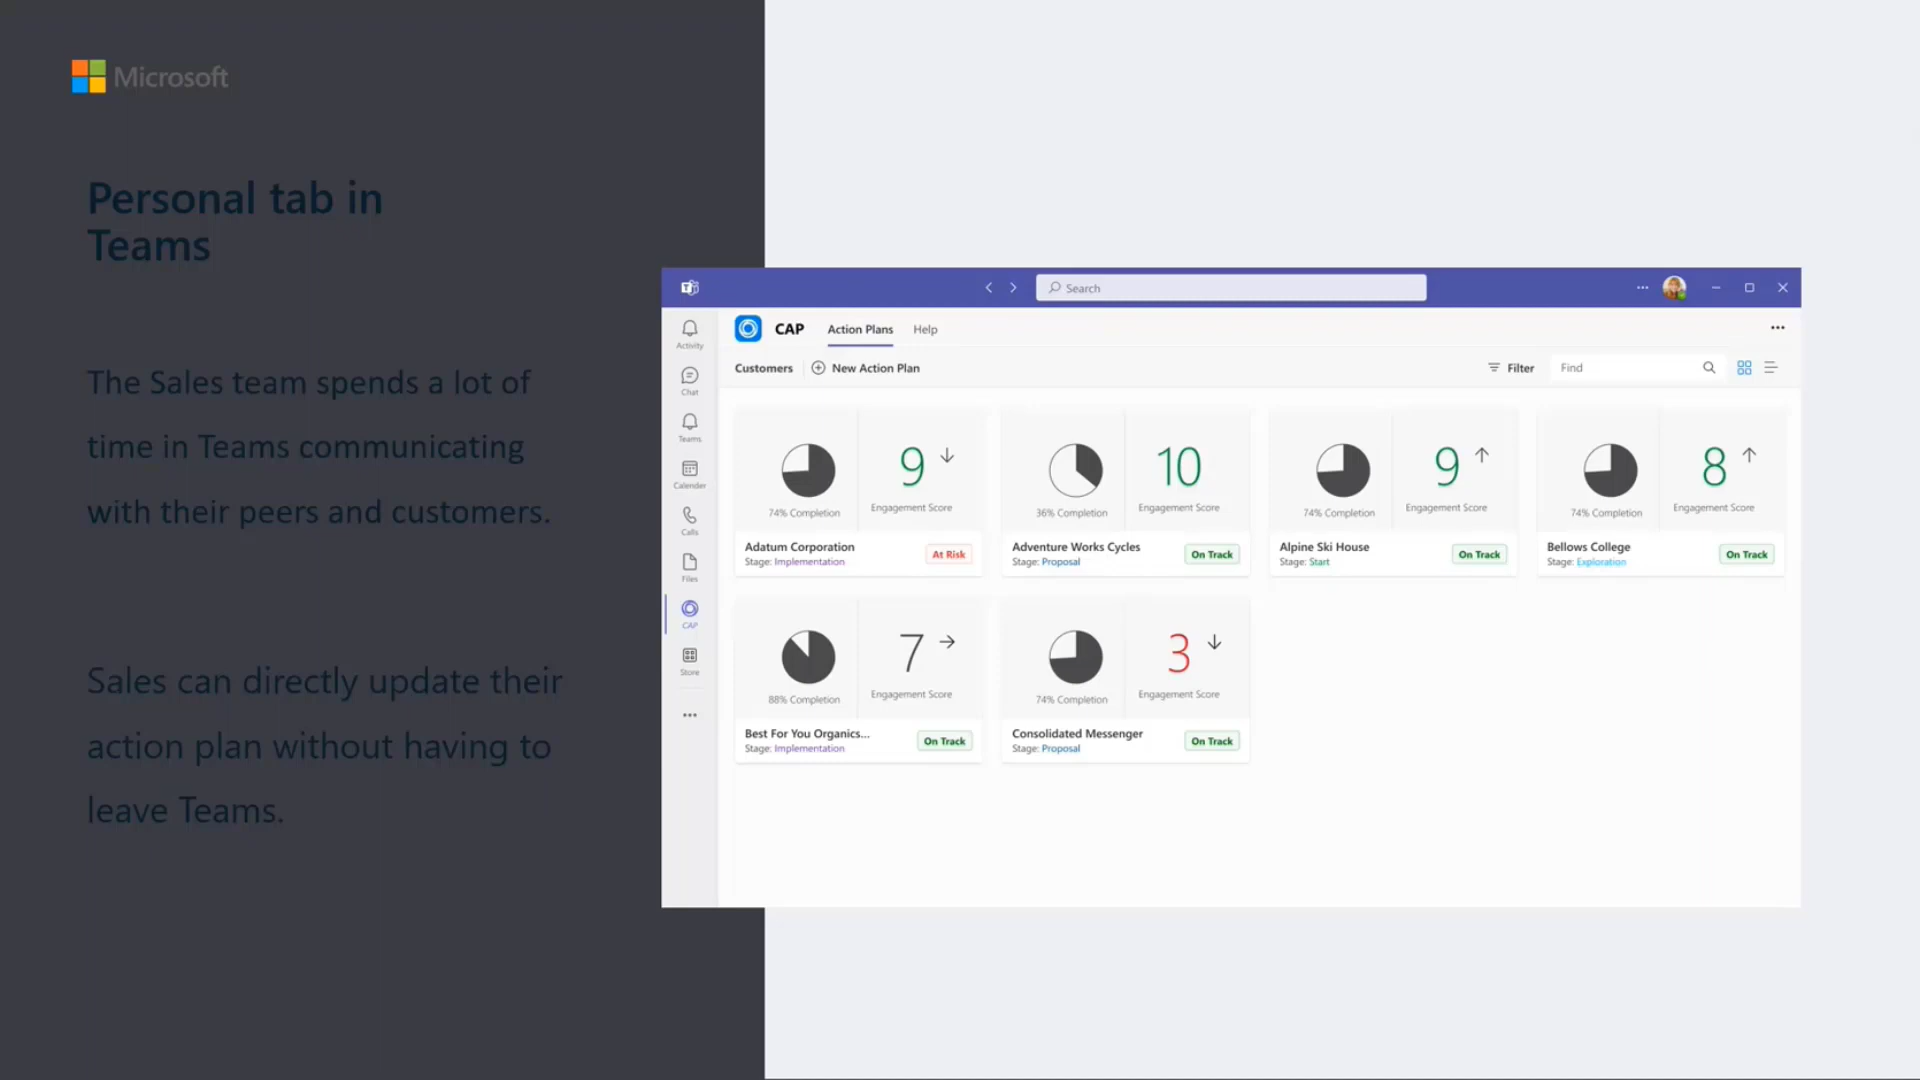 Microsoft
Personal tab in
Teams
The Sales team spends a lot of
time in Teams communicating
with their peers and customers.
Sales can directly update their
action plan without having to
leave Teams.
Search
Activity
Chat
Teams
Calender
Calls
Files
CAP
Store
CAP Action Plans Help
Customers New Action Plan Filter Find
74% Completion
9
Engagement Score
Adatum Corporation
Stage: Implementation
At Risk
36% Completion
10
Engagement Score
Adventure Works Cycles
Stage: Proposal
On Track
74% Completion
9
Engagement Score
Alpine Ski House
Stage: Start
On Track
74% Completion
8
Engagement Score
Bellows College
Stage: Exploration
On Track
88% Completion
7
Engagement Score
Best For You Organics...
Stage: Implementation
On Track
74% Completion
3
Engagement Score
Consolidated Messenger
Stage: Proposal
On Track